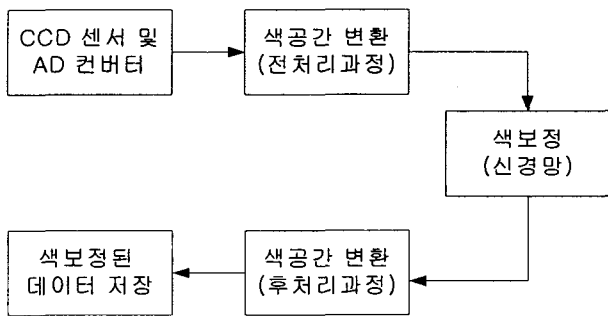 CCD 센서 및
AD 컨버터
색공간 변환
(전처리과정)
색보정
(신경망)
색공간 변환
(후처리과정)
색보정된
데이터 저장